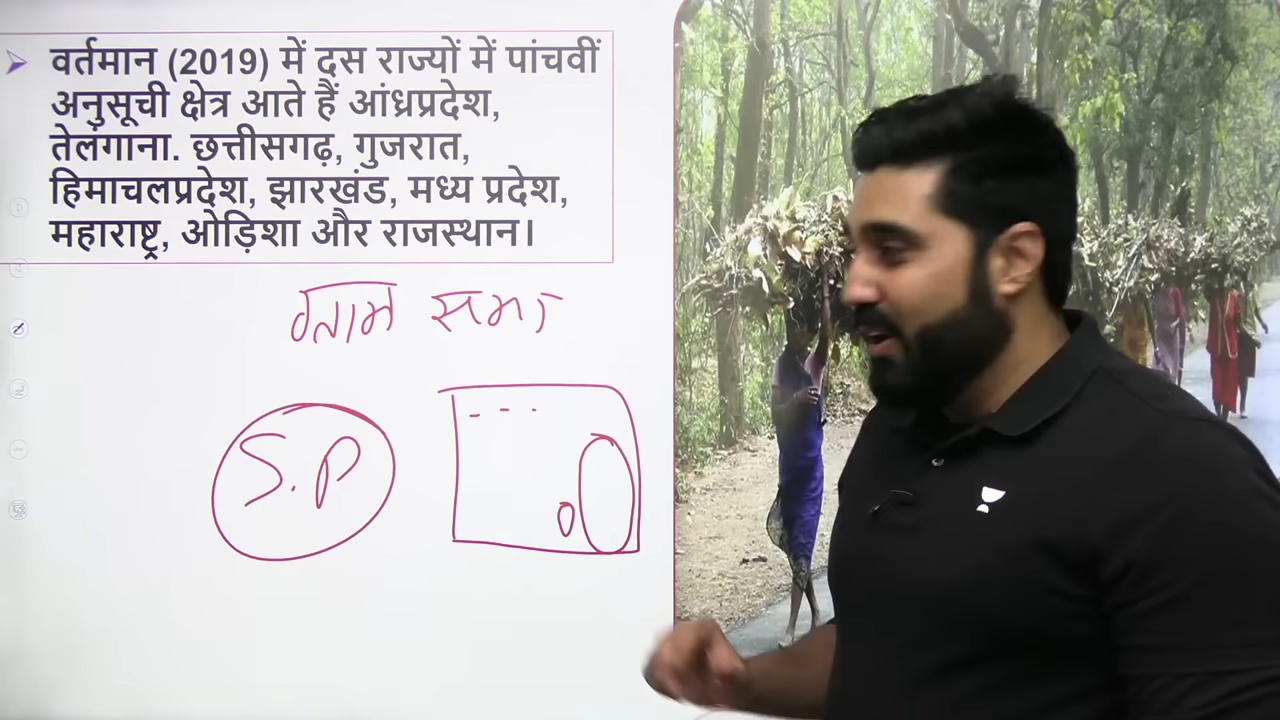 वर्तमान (2019) में दस राज्यों में पांचवीं
अनुसूची क्षेत्र आते हैं आंध्रप्रदेश,
तेलंगाना. छत्तीसगढ़, गुजरात,
हिमाचलप्रदेश, झारखंड, मध्य प्रदेश,
महाराष्ट्र, ओड़िशा और राजस्थान।
ग्राम सभा
S.P